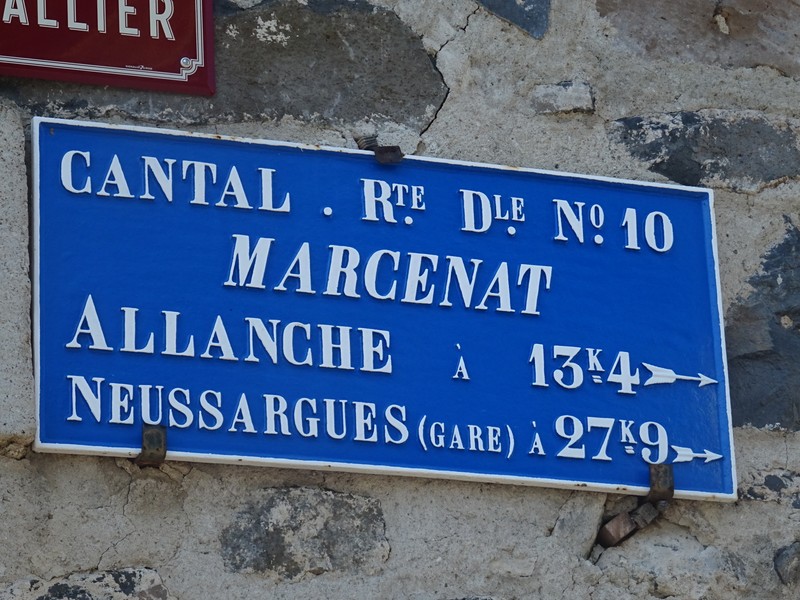 ALLIER
CANTAL . RTE. DLE. NO. 10
MARCENAT
ALLANCHE À 13K4
NEUSSARGUES (GARE) À 27K9